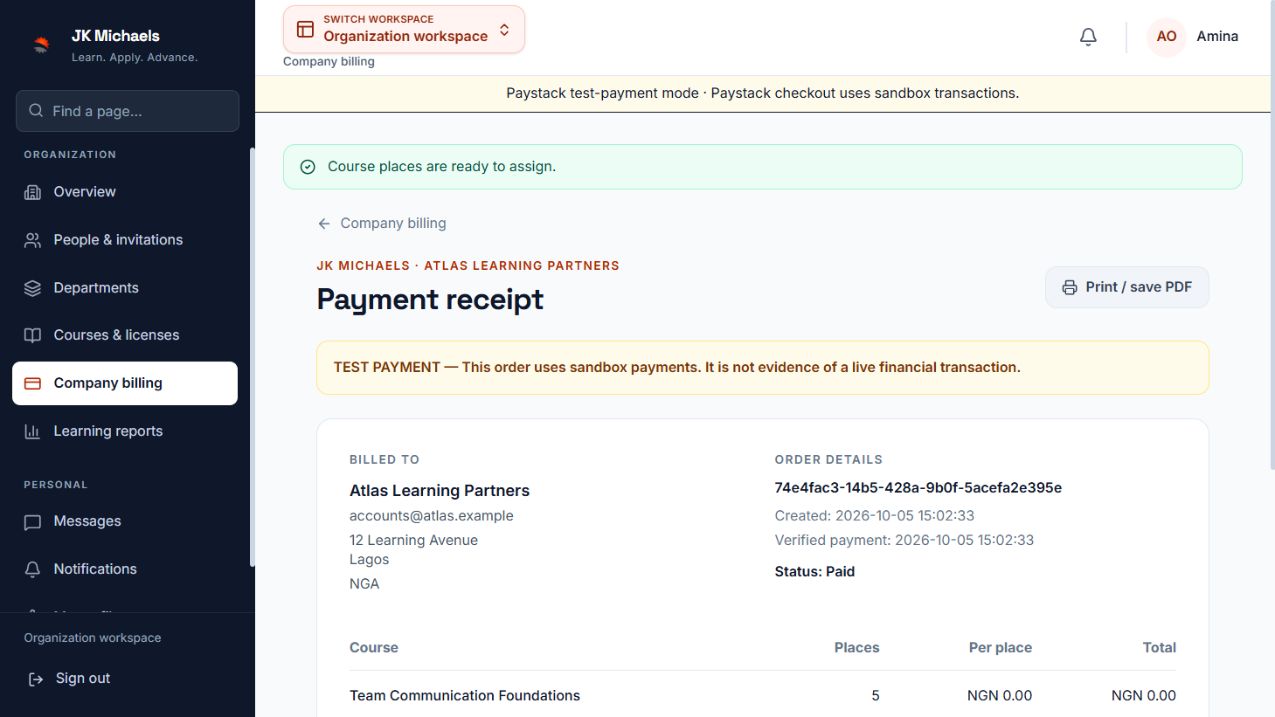 JK Michaels
Learn. Apply. Advance.
Find a page...
ORGANIZATION
Overview
People & invitations
Departments
Courses & licenses
Company billing
Learning reports
PERSONAL
Messages
Notifications
Organization workspace
Sign out
SWITCH WORKSPACE
Organization workspace
Company billing
AO
Amina
Paystack test-payment mode · Paystack checkout uses sandbox transactions.
Course places are ready to assign.
Company billing
JK MICHAELS · ATLAS LEARNING PARTNERS
Payment receipt
Print / save PDF
TEST PAYMENT — This order uses sandbox payments. It is not evidence of a live financial transaction.
BILLED TO
Atlas Learning Partners
accounts@atlas.example
12 Learning Avenue
Lagos
NGA
ORDER DETAILS
74e4fac3-14b5-428a-9b0f-5acefa2e395e
Created: 2026-10-05 15:02:33
Verified payment: 2026-10-05 15:02:33
Status: Paid
Course Places Per place Total
Team Communication Foundations 5 NGN 0.00 NGN 0.00